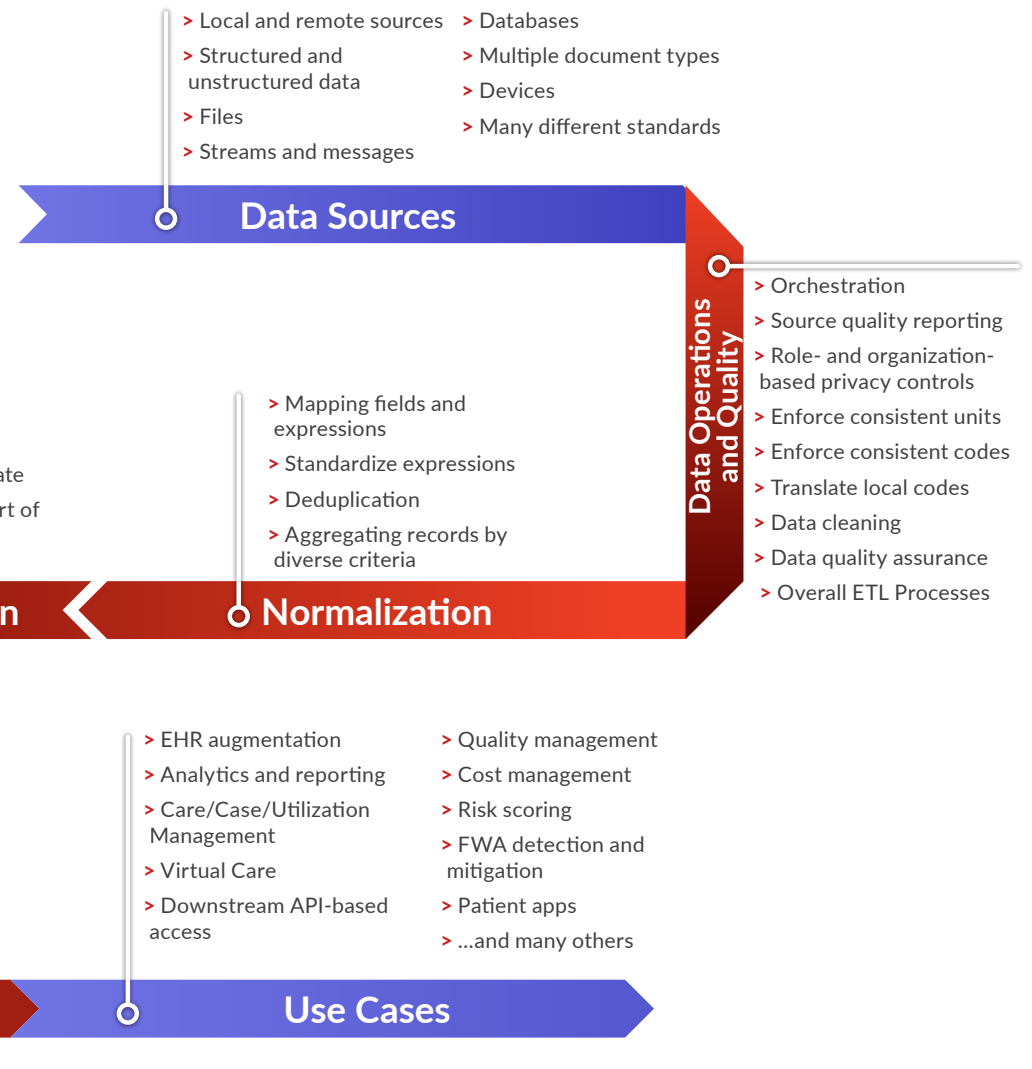 > Local and remote sources
> Structured and
unstructured data
> Files
> Streams and messages
> Databases
> Multiple document types
> Devices
> Many different standards
Data Sources
Data Operations
and Quality
> Orchestration
> Source quality reporting
> Role- and organization-
based privacy controls
> Enforce consistent units
> Enforce consistent codes
> Translate local codes
> Data cleaning
> Data quality assurance
> Overall ETL Processes
> Mapping fields and
expressions
> Standardize expressions
> Deduplication
> Aggregating records by
diverse criteria
ate
rt of
n
Normalization
> EHR augmentation
> Analytics and reporting
> Care/Case/Utilization
Management
> Virtual Care
> Downstream API-based
access
> Quality management
> Cost management
> Risk scoring
> FWA detection and
mitigation
> Patient apps
> ...and many others
Use Cases